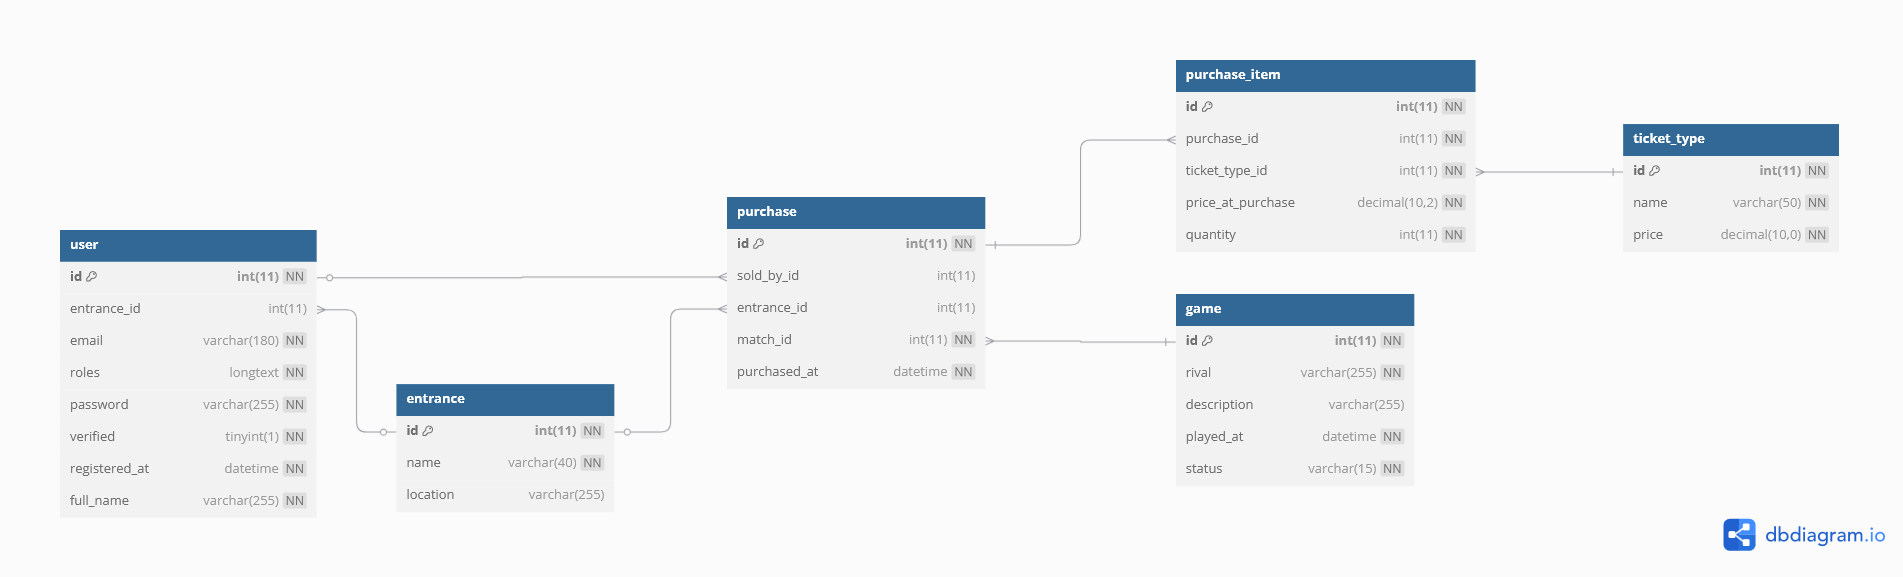 user
id int(11) NN
entrance_id int(11)
email varchar(180) NN
roles longtext NN
password varchar(255) NN
verified tinyint(1) NN
registered_at datetime NN
full_name varchar(255) NN
entrance
id int(11) NN
name varchar(40) NN
location varchar(255)
purchase
id int(11) NN
sold_by_id int(11)
entrance_id int(11)
match_id int(11) NN
purchased_at datetime NN
purchase_item
id int(11) NN
purchase_id int(11) NN
ticket_type_id int(11) NN
price_at_purchase decimal(10,2) NN
quantity int(11) NN
game
id int(11) NN
rival varchar(255) NN
description varchar(255)
played_at datetime NN
status varchar(15) NN
ticket_type
id int(11) NN
name varchar(50) NN
price decimal(10,0) NN
dbdiagram.io